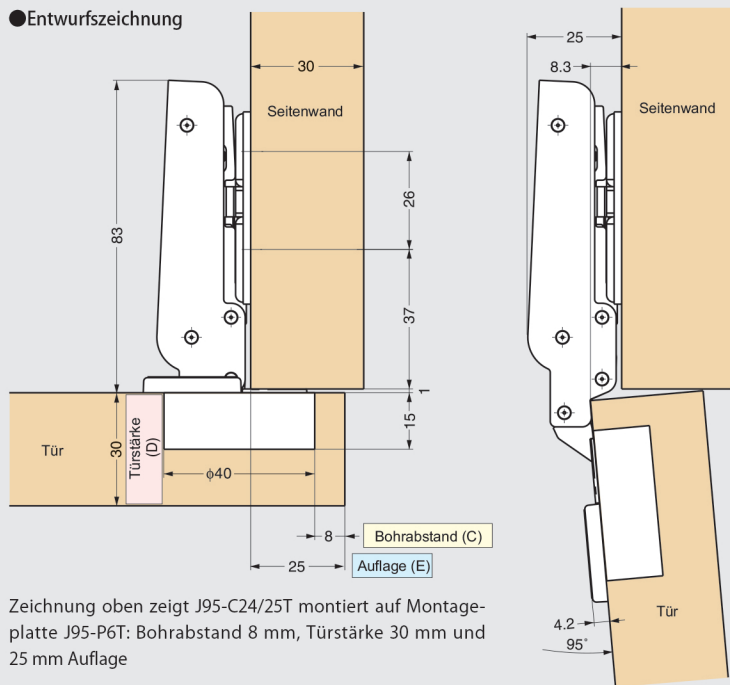 ●Entwurfszeichnung
30
Seitenwand
83
26
37
1
15
Tür
30
Türstärke
(D)
φ40
8
Bohrabstand (C)
25
Auflage (E)
25
8.3
Seitenwand
4.2
95°
Tür
Zeichnung oben zeigt J95-C24/25T montiert auf Montage-
platte J95-P6T: Bohrabstand 8 mm, Türstärke 30 mm und
25 mm Auflage